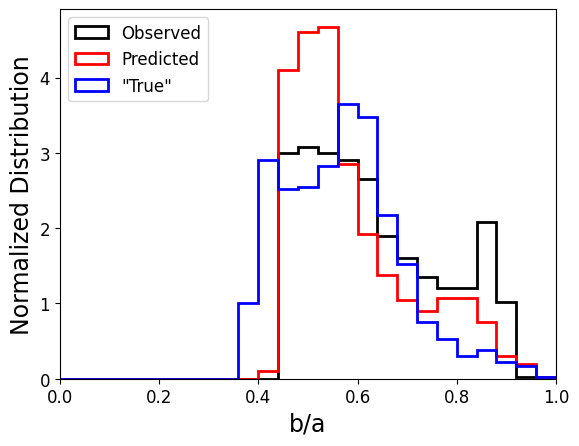 Observed
Predicted
"True"
Normalized Distribution
4
3
2
1
0
0.0 0.2 0.4 0.6 0.8 1.0
b/a